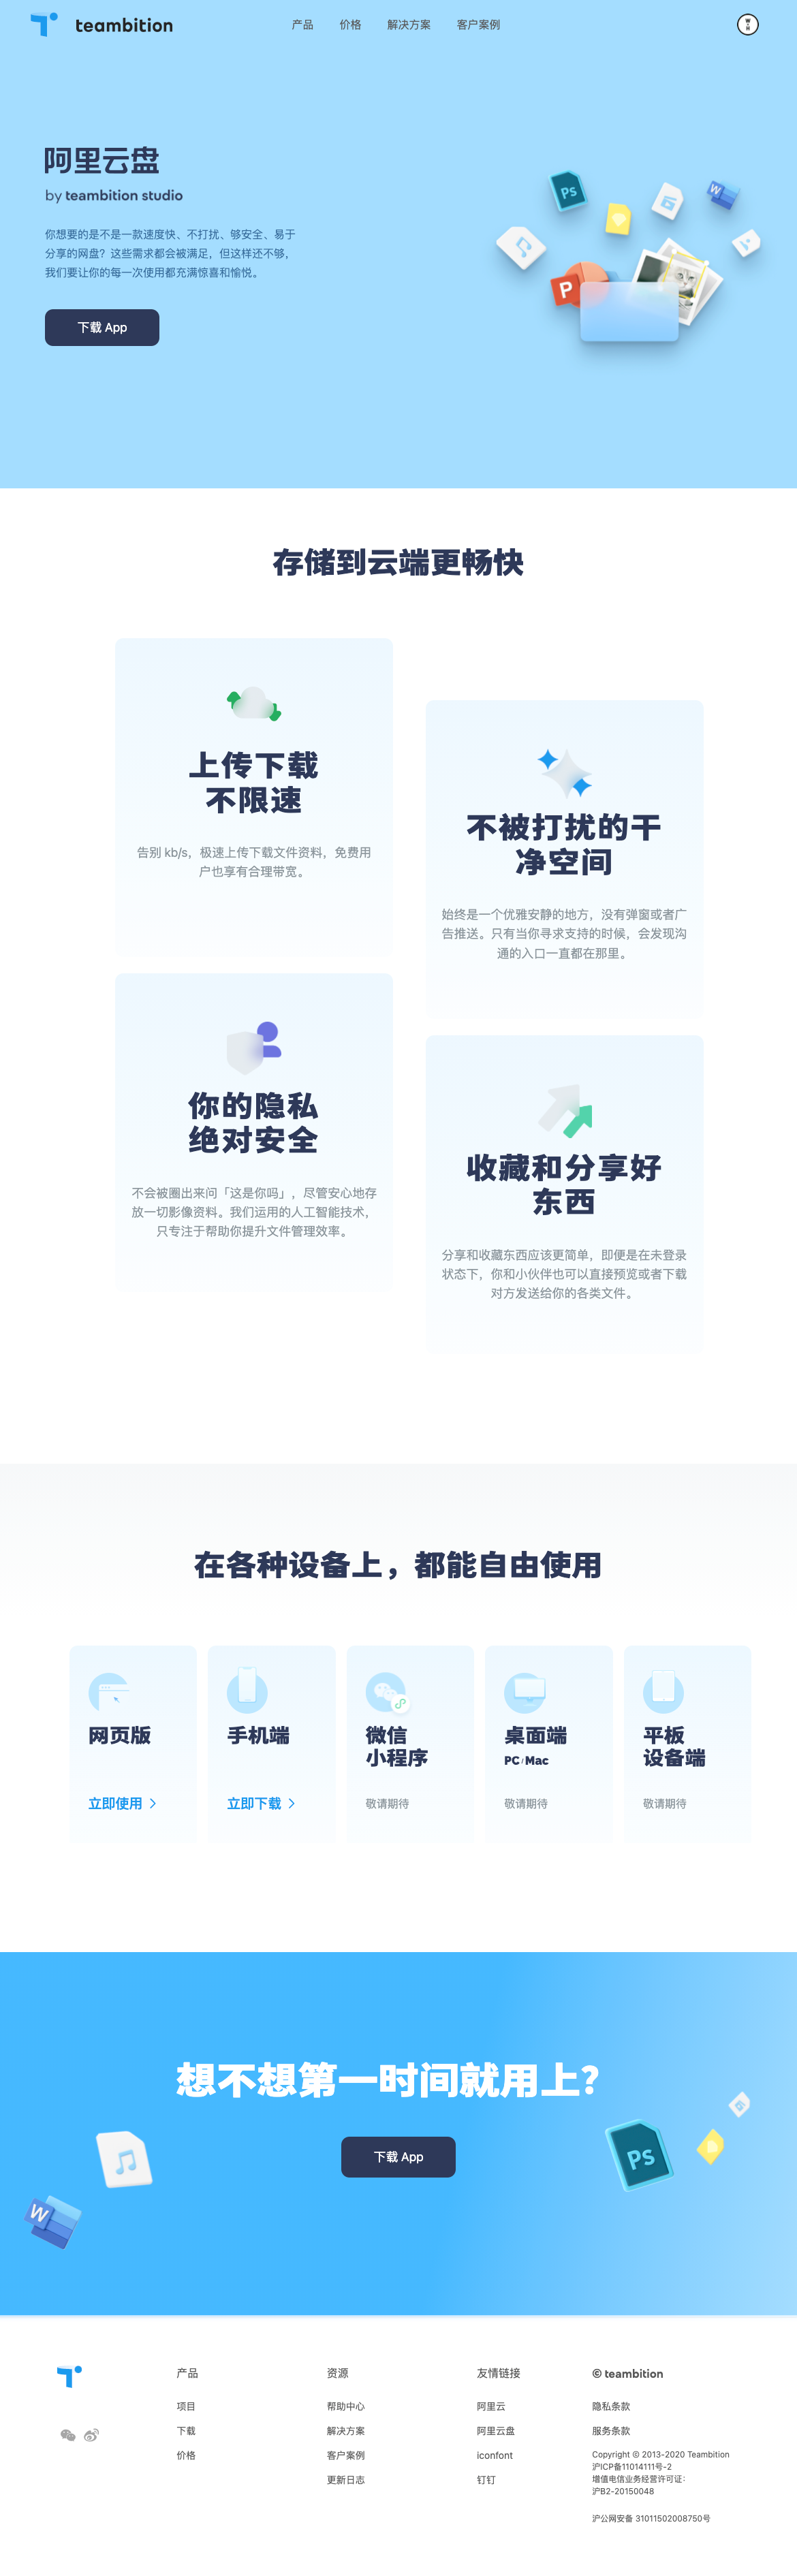 teambition
产品 价格 解决方案 客户案例
阿里云盘
by teambition studio
你想要的是不是一款速度快、不打扰、够安全、易于
分享的网盘？这些需求都会被满足，但这样还不够，
我们要让你的每一次使用都充满惊喜和愉悦。
下载 App
Ps
W
P
存储到云端更畅快
上传下载
不限速
告别 kb/s，极速上传下载文件资料，免费用
户也享有合理带宽。
不被打扰的干
净空间
始终是一个优雅安静的地方，没有弹窗或者广
告推送。只有当你寻求支持的时候，会发现沟
通的入口一直都在那里。
你的隐私
绝对安全
不会被圈出来问「这是你吗」，尽管安心地存
放一切影像资料。我们运用的人工智能技术，
只专注于帮助你提升文件管理效率。
收藏和分享好
东西
分享和收藏东西应该更简单，即便是在未登录
状态下，你和小伙伴也可以直接预览或者下载
对方发送给你的各类文件。
在各种设备上，都能自由使用
网页版
立即使用
手机端
立即下载
微信
小程序
敬请期待
桌面端
PC / Mac
敬请期待
平板
设备端
敬请期待
想不想第一时间就用上？
下载 App
Ps
W
产品
项目
下载
价格
资源
帮助中心
解决方案
客户案例
更新日志
友情链接
阿里云
阿里云盘
iconfont
钉钉
© teambition
隐私条款
服务条款
Copyright © 2013-2020 Teambition
沪ICP备11014111号-2
增值电信业务经营许可证：
沪B2-20150048
沪公网安备 31011502008750号